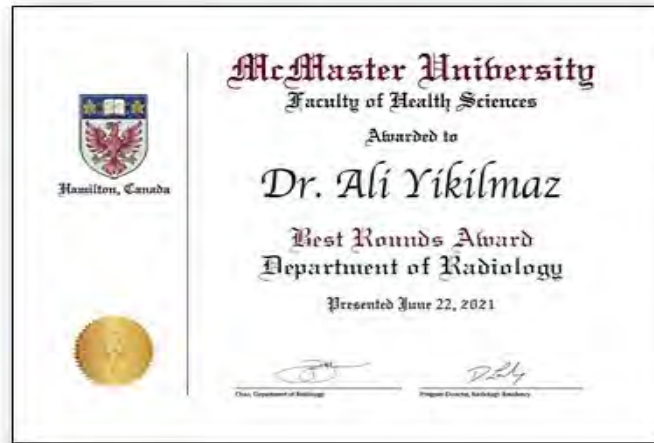 McMaster University
Faculty of Health Sciences
Awarded to
Hamilton, Canada
Dr. Ali Yikilmaz
Best Rounds Award
Department of Radiology
Presented June 22, 2021
Chair, Department of Radiology
Program Director, Radiology Residency